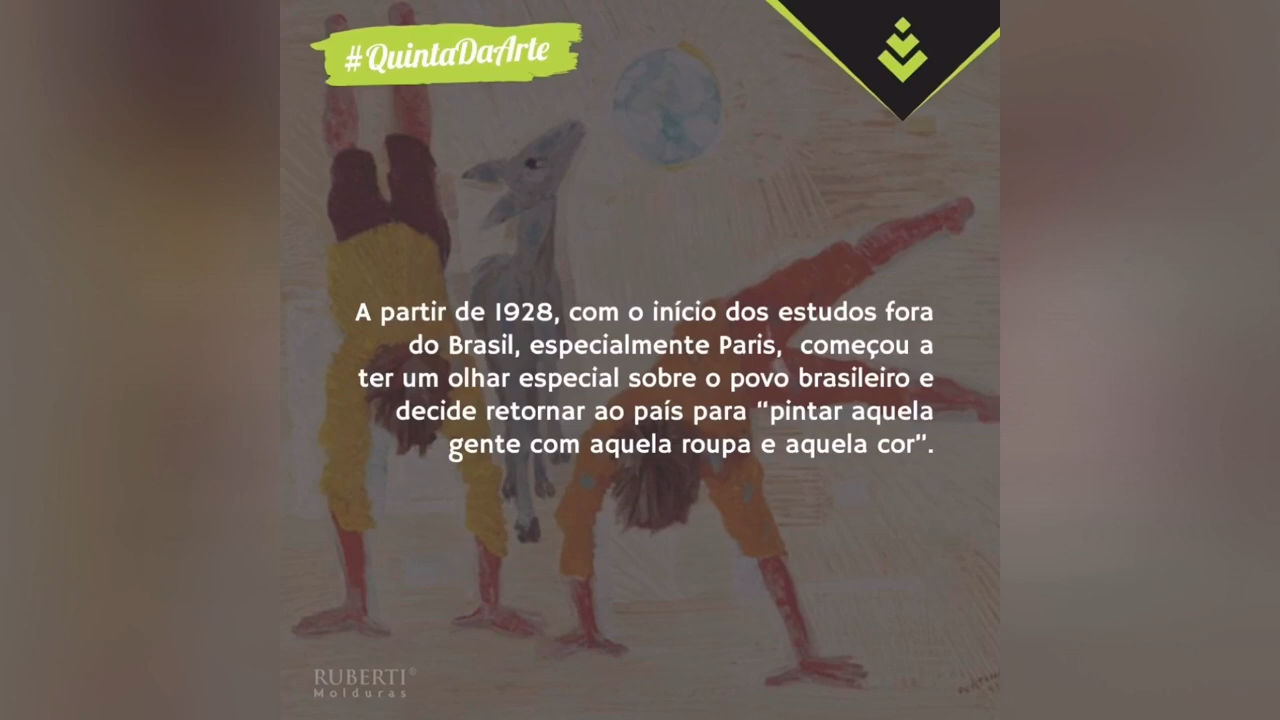 #QuintaDaArte
A partir de 1928, com o início dos estudos fora
do Brasil, especialmente Paris, começou a
ter um olhar especial sobre o povo brasileiro e
decide retornar ao país para “pintar aquela
gente com aquela roupa e aquela cor”.
RUBERTI®
Molduras